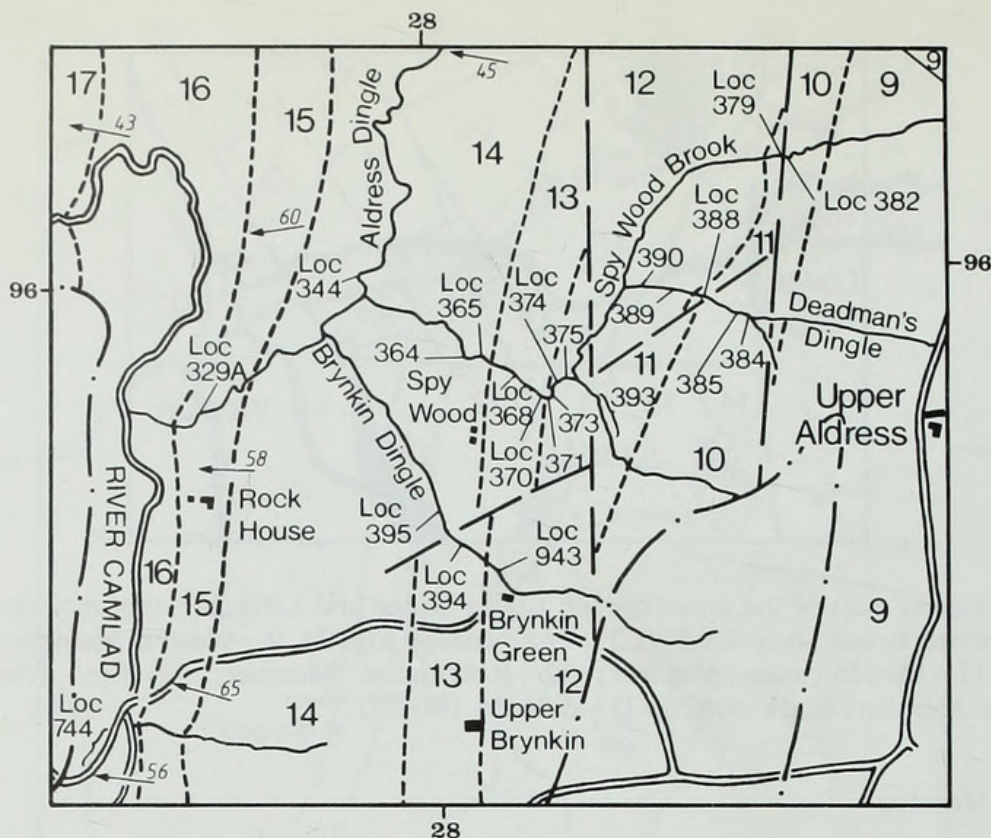 28
17
16
15
Aldress Dingle
45
14
12
Loc
379
10
9
9
43
13
Spy Wood Brook
Loc
388
Loc 382
60
Loc
344
11
96
96
Loc
365
Loc
374
390
389
375
Deadman's
Dingle
Loc
329A
364
Spy
Wood
Loc
368
373
11
393
385
384
Upper
Aldress
Brynkin Dingle
Loc
370
371
10
RIVER CAMLAD
58
Rock
House
Loc
395
Loc
394
Loc
943
16
15
9
Brynkin
Green
65
13
12
Loc
744
14
Upper
Brynkin
56
28